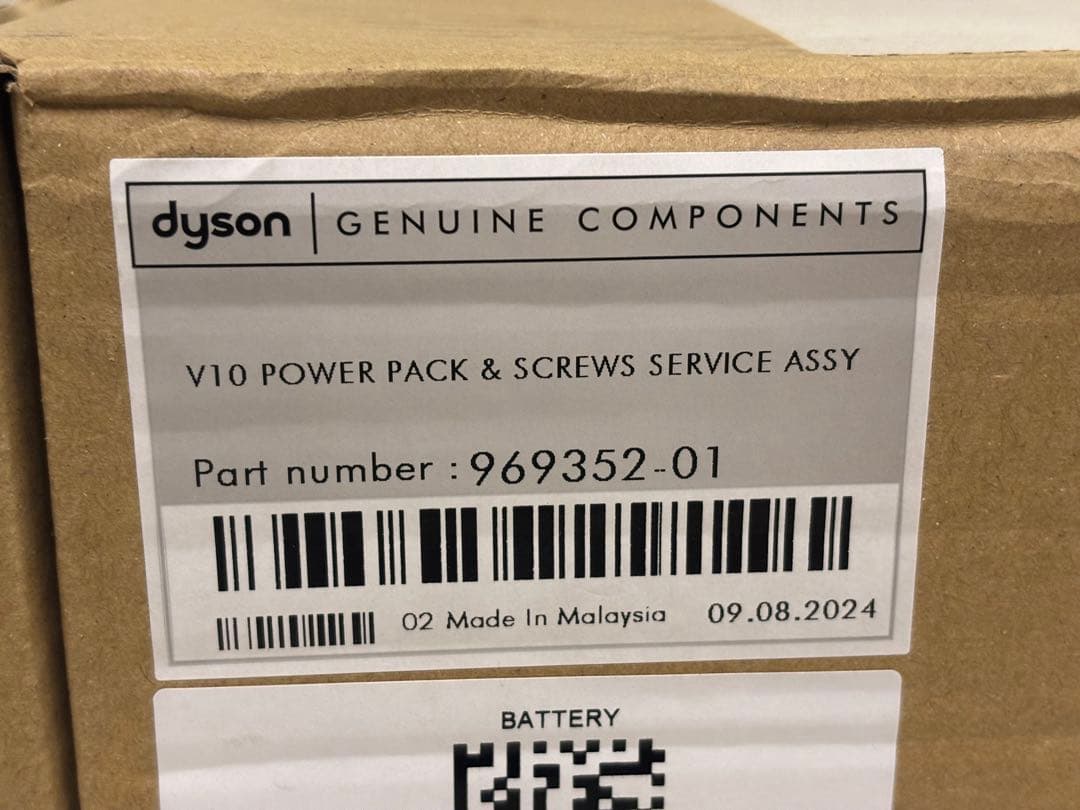 dyson GENUINE COMPONENTS
V10 POWER PACK & SCREWS SERVICE ASSY
Part number : 969352-01
02 Made In Malaysia 09.08.2024
BATTERY